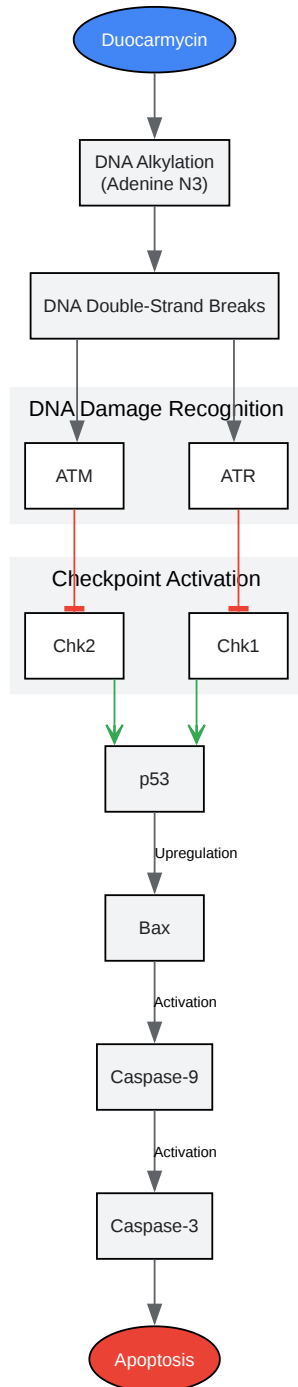 Duocarmycin
DNA Alkylation
(Adenine N3)
DNA Double-Strand Breaks
DNA Damage Recognition
ATM
ATR
Checkpoint Activation
Chk2
Chk1
p53
Upregulation
Bax
Activation
Caspase-9
Activation
Caspase-3
Apoptosis